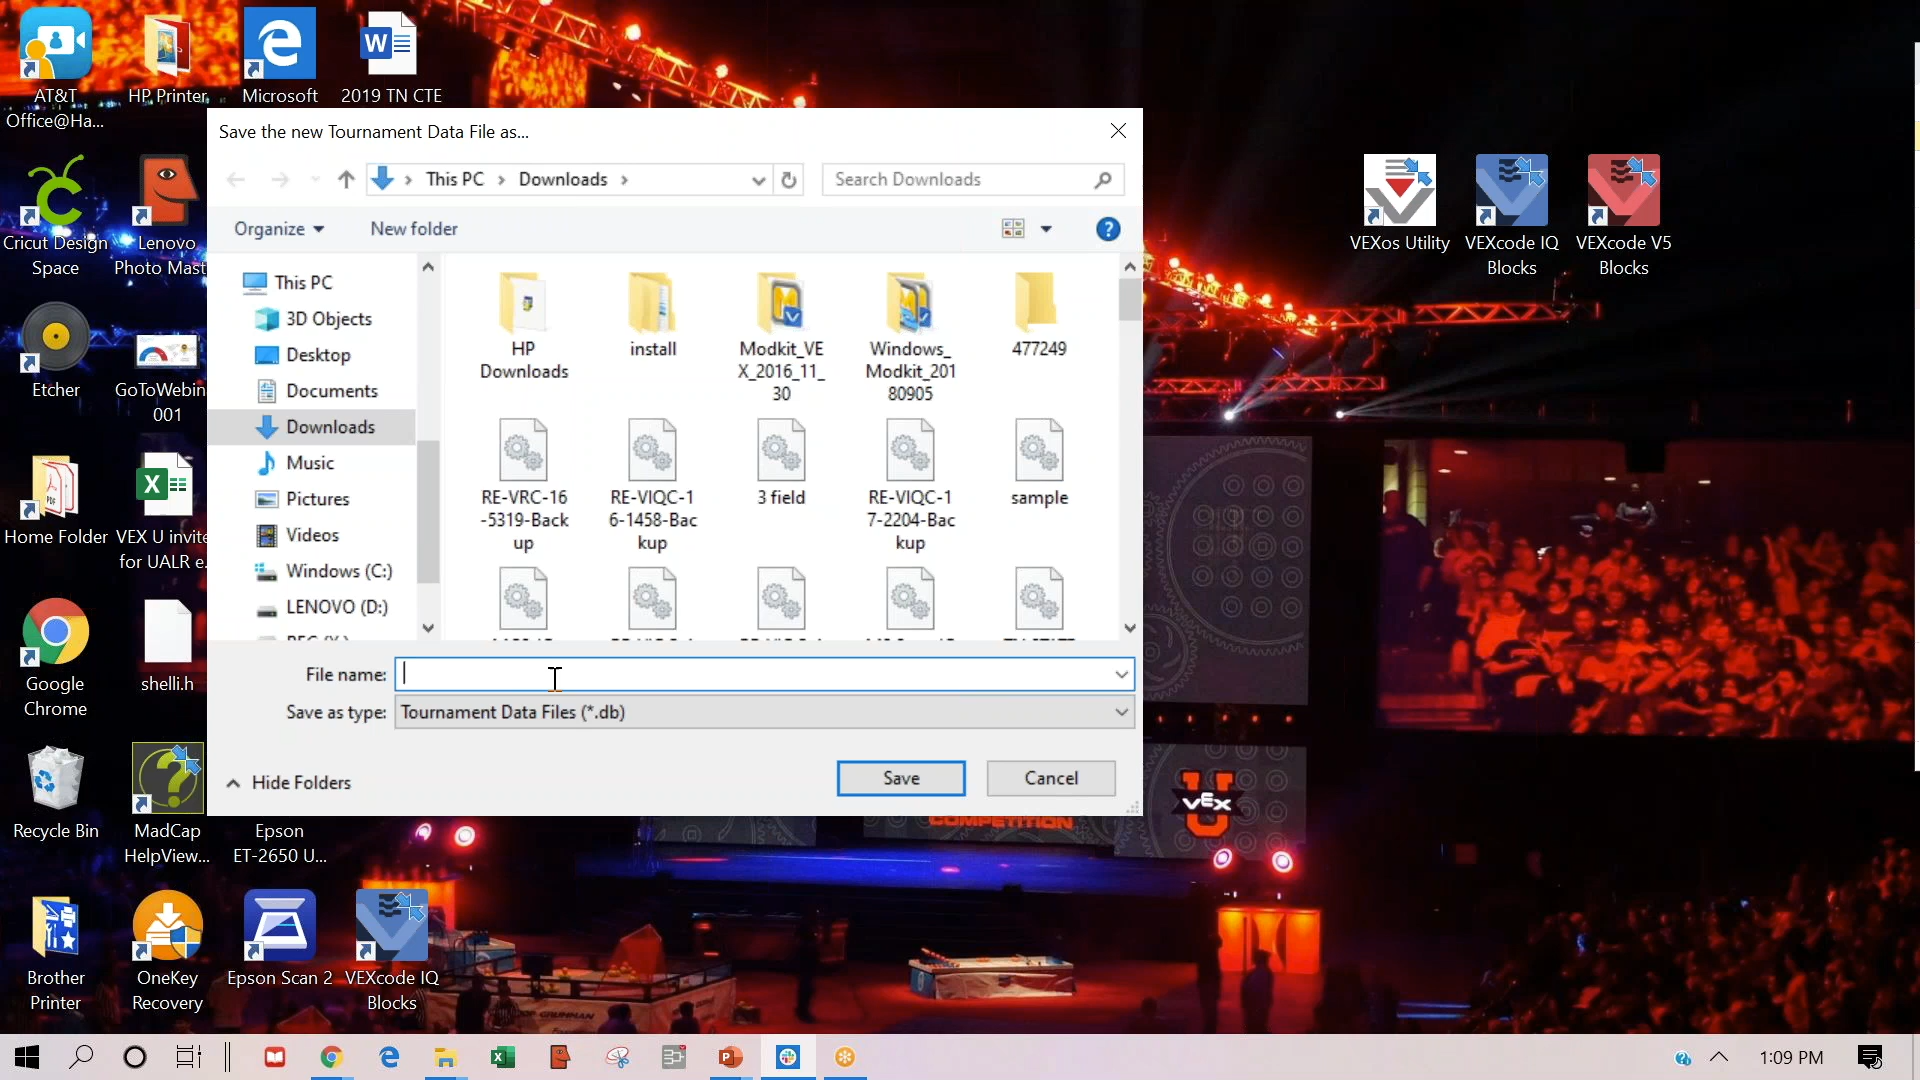 AT&T
Office@Ha...
HP Printer
Microsoft
2019 TN CTE
Save the new Tournament Data File as...
This PC > Downloads >
Search Downloads
Organize
New folder
This PC
3D Objects
Desktop
Documents
Downloads
Music
Pictures
Videos
Windows (C:)
LENOVO (D:)
HP
Downloads
install
Modkit_VE
X_2016_11_
30
Windows_
Modkit_201
80905
477249
RE-VRC-16
-5319-Back
up
RE-VIQC-1
6-1458-Bac
kup
3 field
RE-VIQC-1
7-2204-Bac
kup
sample
File name:
Save as type: Tournament Data Files (*.db)
Hide Folders
Save
Cancel
Cricut Design
Space
Lenovo
Photo Mast
Etcher
GoToWebin
001
Home Folder
VEX U invite
for UALR e.
Google
Chrome
shelli.h
Recycle Bin
MadCap
HelpView...
Epson
ET-2650 U...
Brother
Printer
OneKey
Recovery
Epson Scan 2
VEXcode IQ
Blocks
VEXos Utility
VEXcode IQ
Blocks
VEXcode V5
Blocks
VEX
COMPETITION
1:09 PM